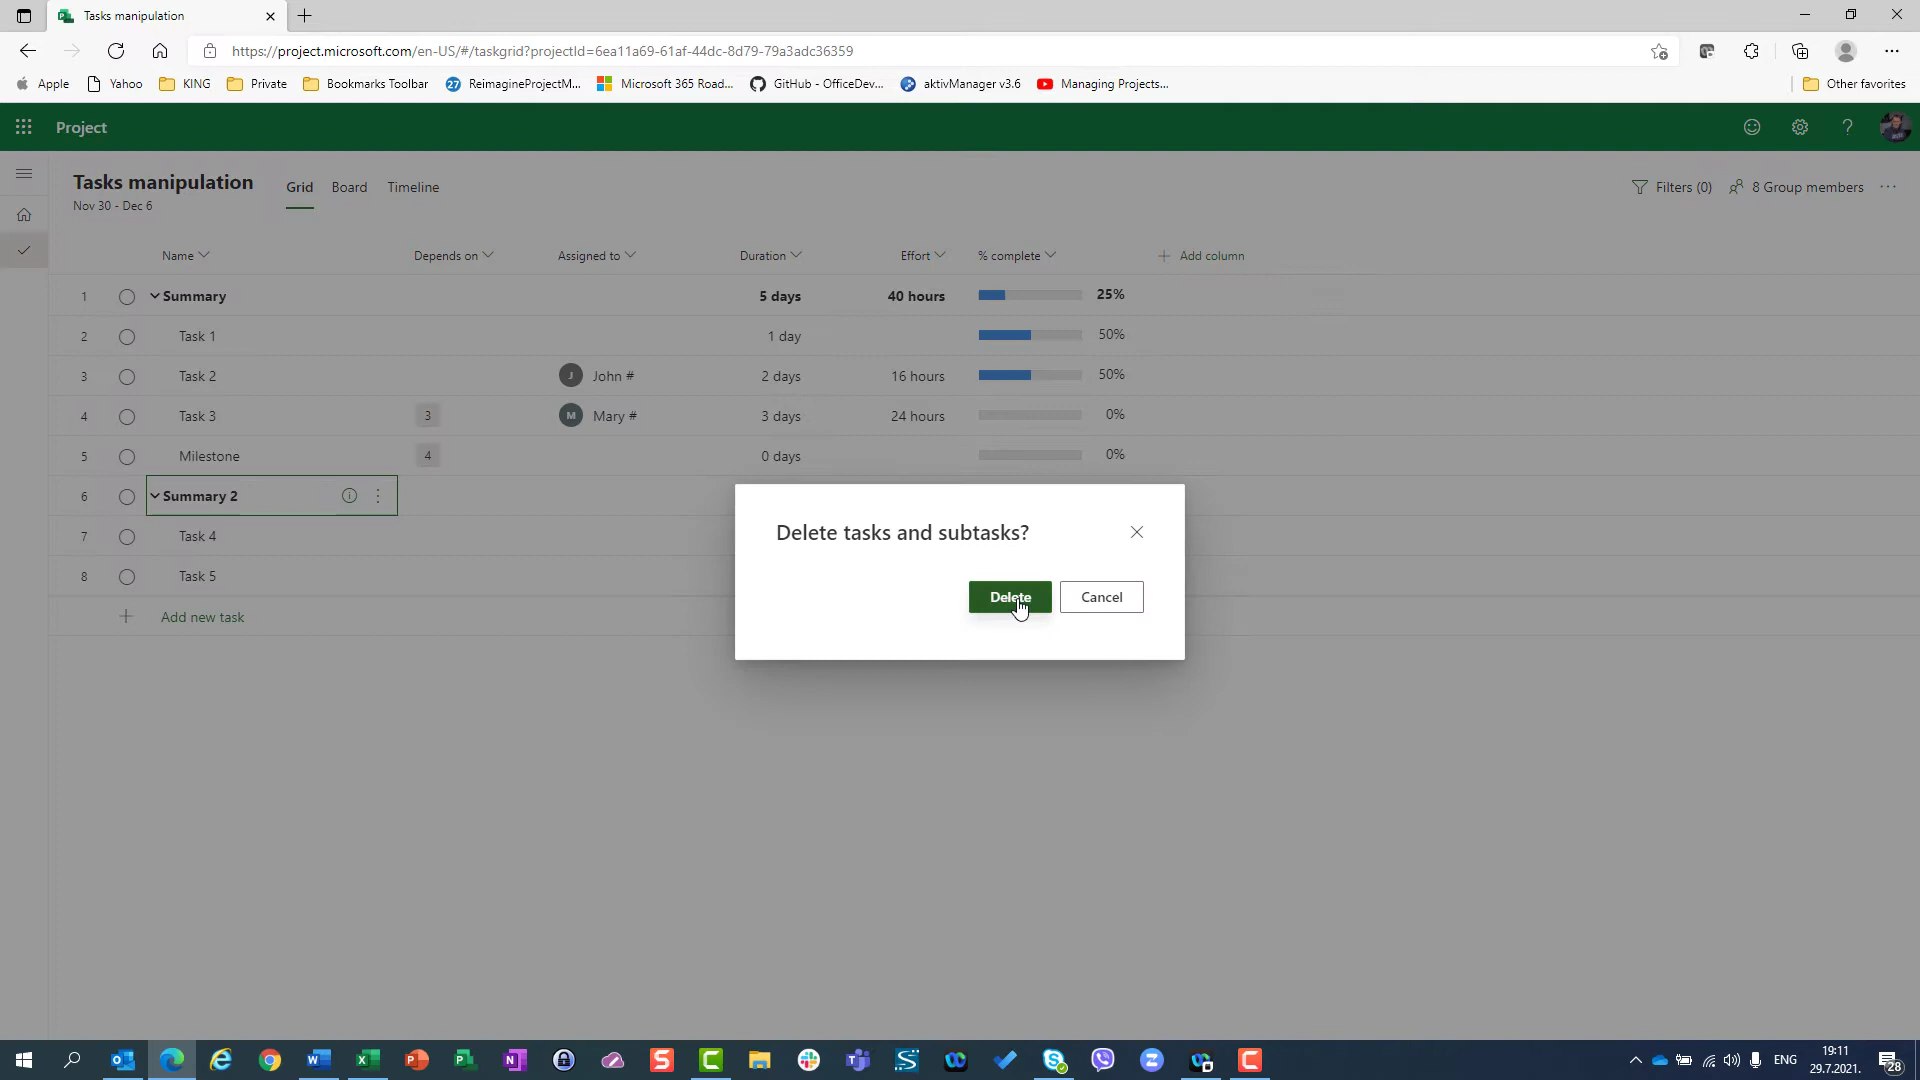 Tasks manipulation
https://project.microsoft.com/en-US/#/taskgrid?projectId=6ea11a69-61af-44dc-8d79-79a3adc36359
Apple Yahoo KING Private Bookmarks Toolbar 27 ReimagineProjectM... Microsoft 365 Road... GitHub - OfficeDev... aktivManager v3.6 Managing Projects... Other favorites
Project ?
Tasks manipulation Grid Board Timeline Filters (0) 8 Group members ...
Nov 30 - Dec 6
Name Depends on Assigned to Duration Effort % complete + Add column
1 Summary 5 days 40 hours 25%
2 Task 1 1 day 50%
3 Task 2 J John # 2 days 16 hours 50%
4 Task 3 3 M Mary # 3 days 24 hours 0%
5 Milestone 4 0 days 0%
6 Summary 2
7 Task 4
8 Task 5
+ Add new task
Delete tasks and subtasks?
Delete Cancel
ENG 19:11
29.7.2021. 28